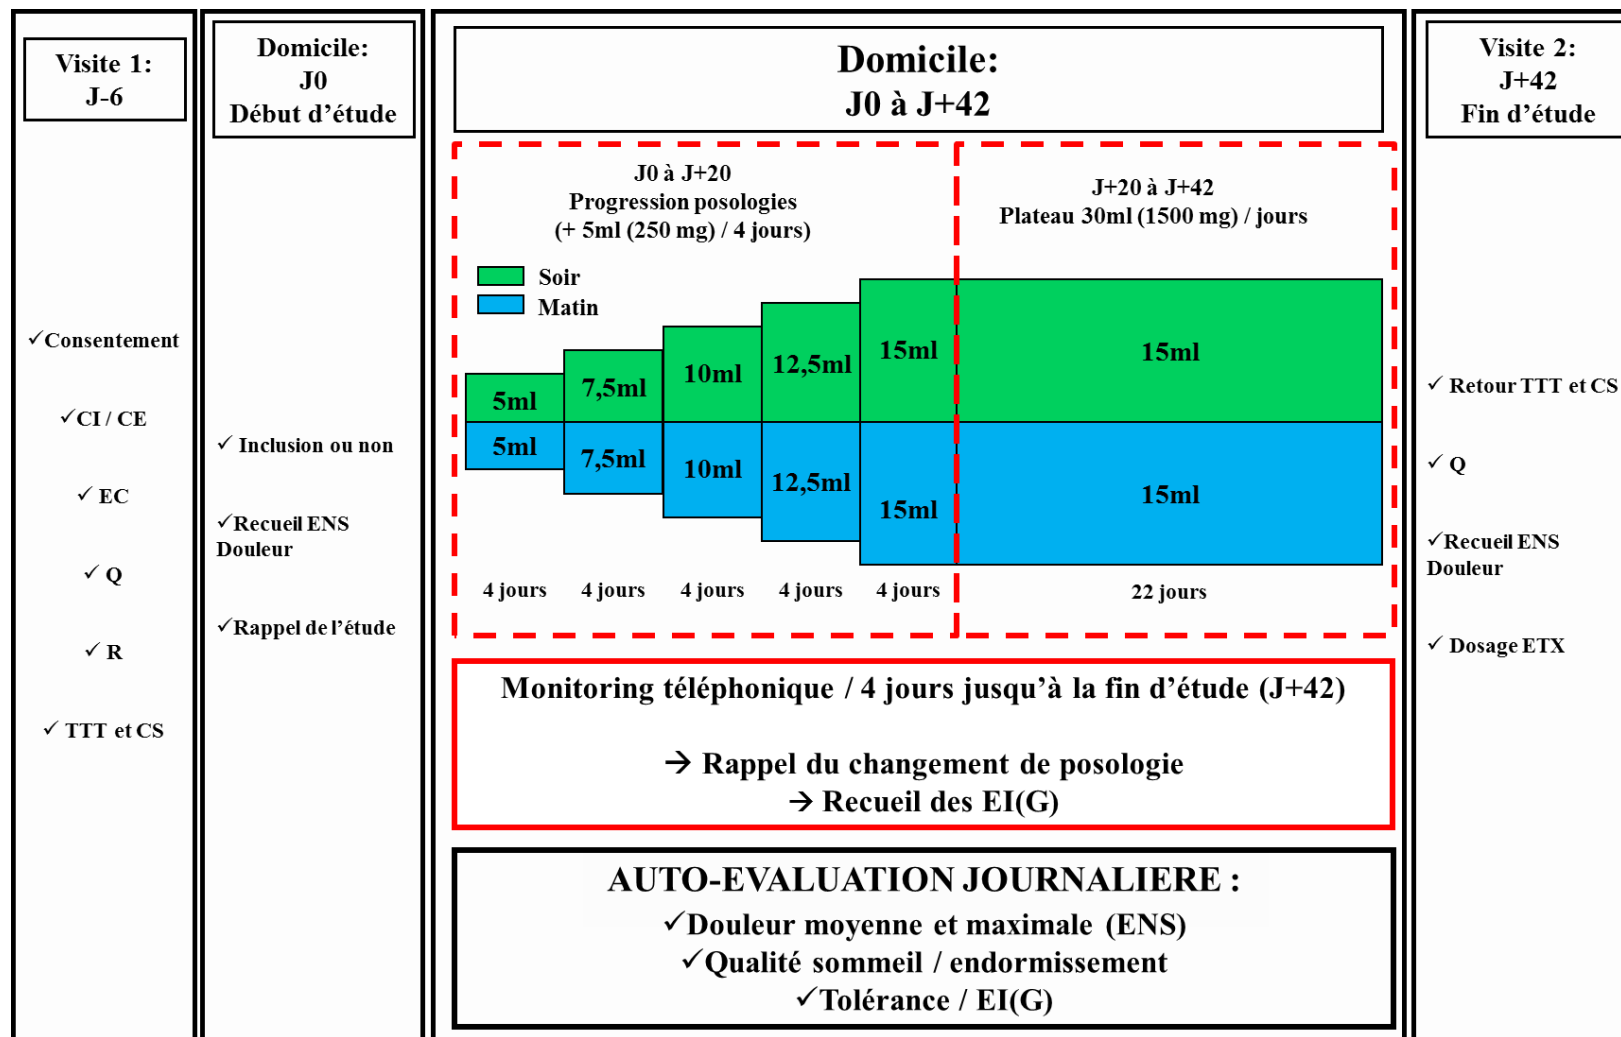 Visite 1:
J-6
✓Consentement
✓CI / CE
✓ EC
✓ Q
✓ R
✓ TTT et CS
Domicile:
J0
Début d'étude
✓ Inclusion ou non
✓Recueil ENS
Douleur
✓Rappel de l'étude
Domicile:
J0 à J+42
J0 à J+20
Progression posologies
(+ 5ml (250 mg) / 4 jours)
J+20 à J+42
Plateau 30ml (1500 mg) / jours
Soir
Matin
5ml
7,5ml
10ml
12,5ml
15ml
15ml
5ml
7,5ml
10ml
12,5ml
15ml
15ml
4 jours
4 jours
4 jours
4 jours
4 jours
22 jours
Monitoring téléphonique / 4 jours jusqu'à la fin d'étude (J+42)
→ Rappel du changement de posologie
→ Recueil des EI(G)
AUTO-EVALUATION JOURNALIERE :
✓Douleur moyenne et maximale (ENS)
✓Qualité sommeil / endormissement
✓Tolérance / EI(G)
Visite 2:
J+42
Fin d'étude
✓ Retour TTT et CS
✓ Q
✓Recueil ENS
Douleur
✓ Dosage ETX